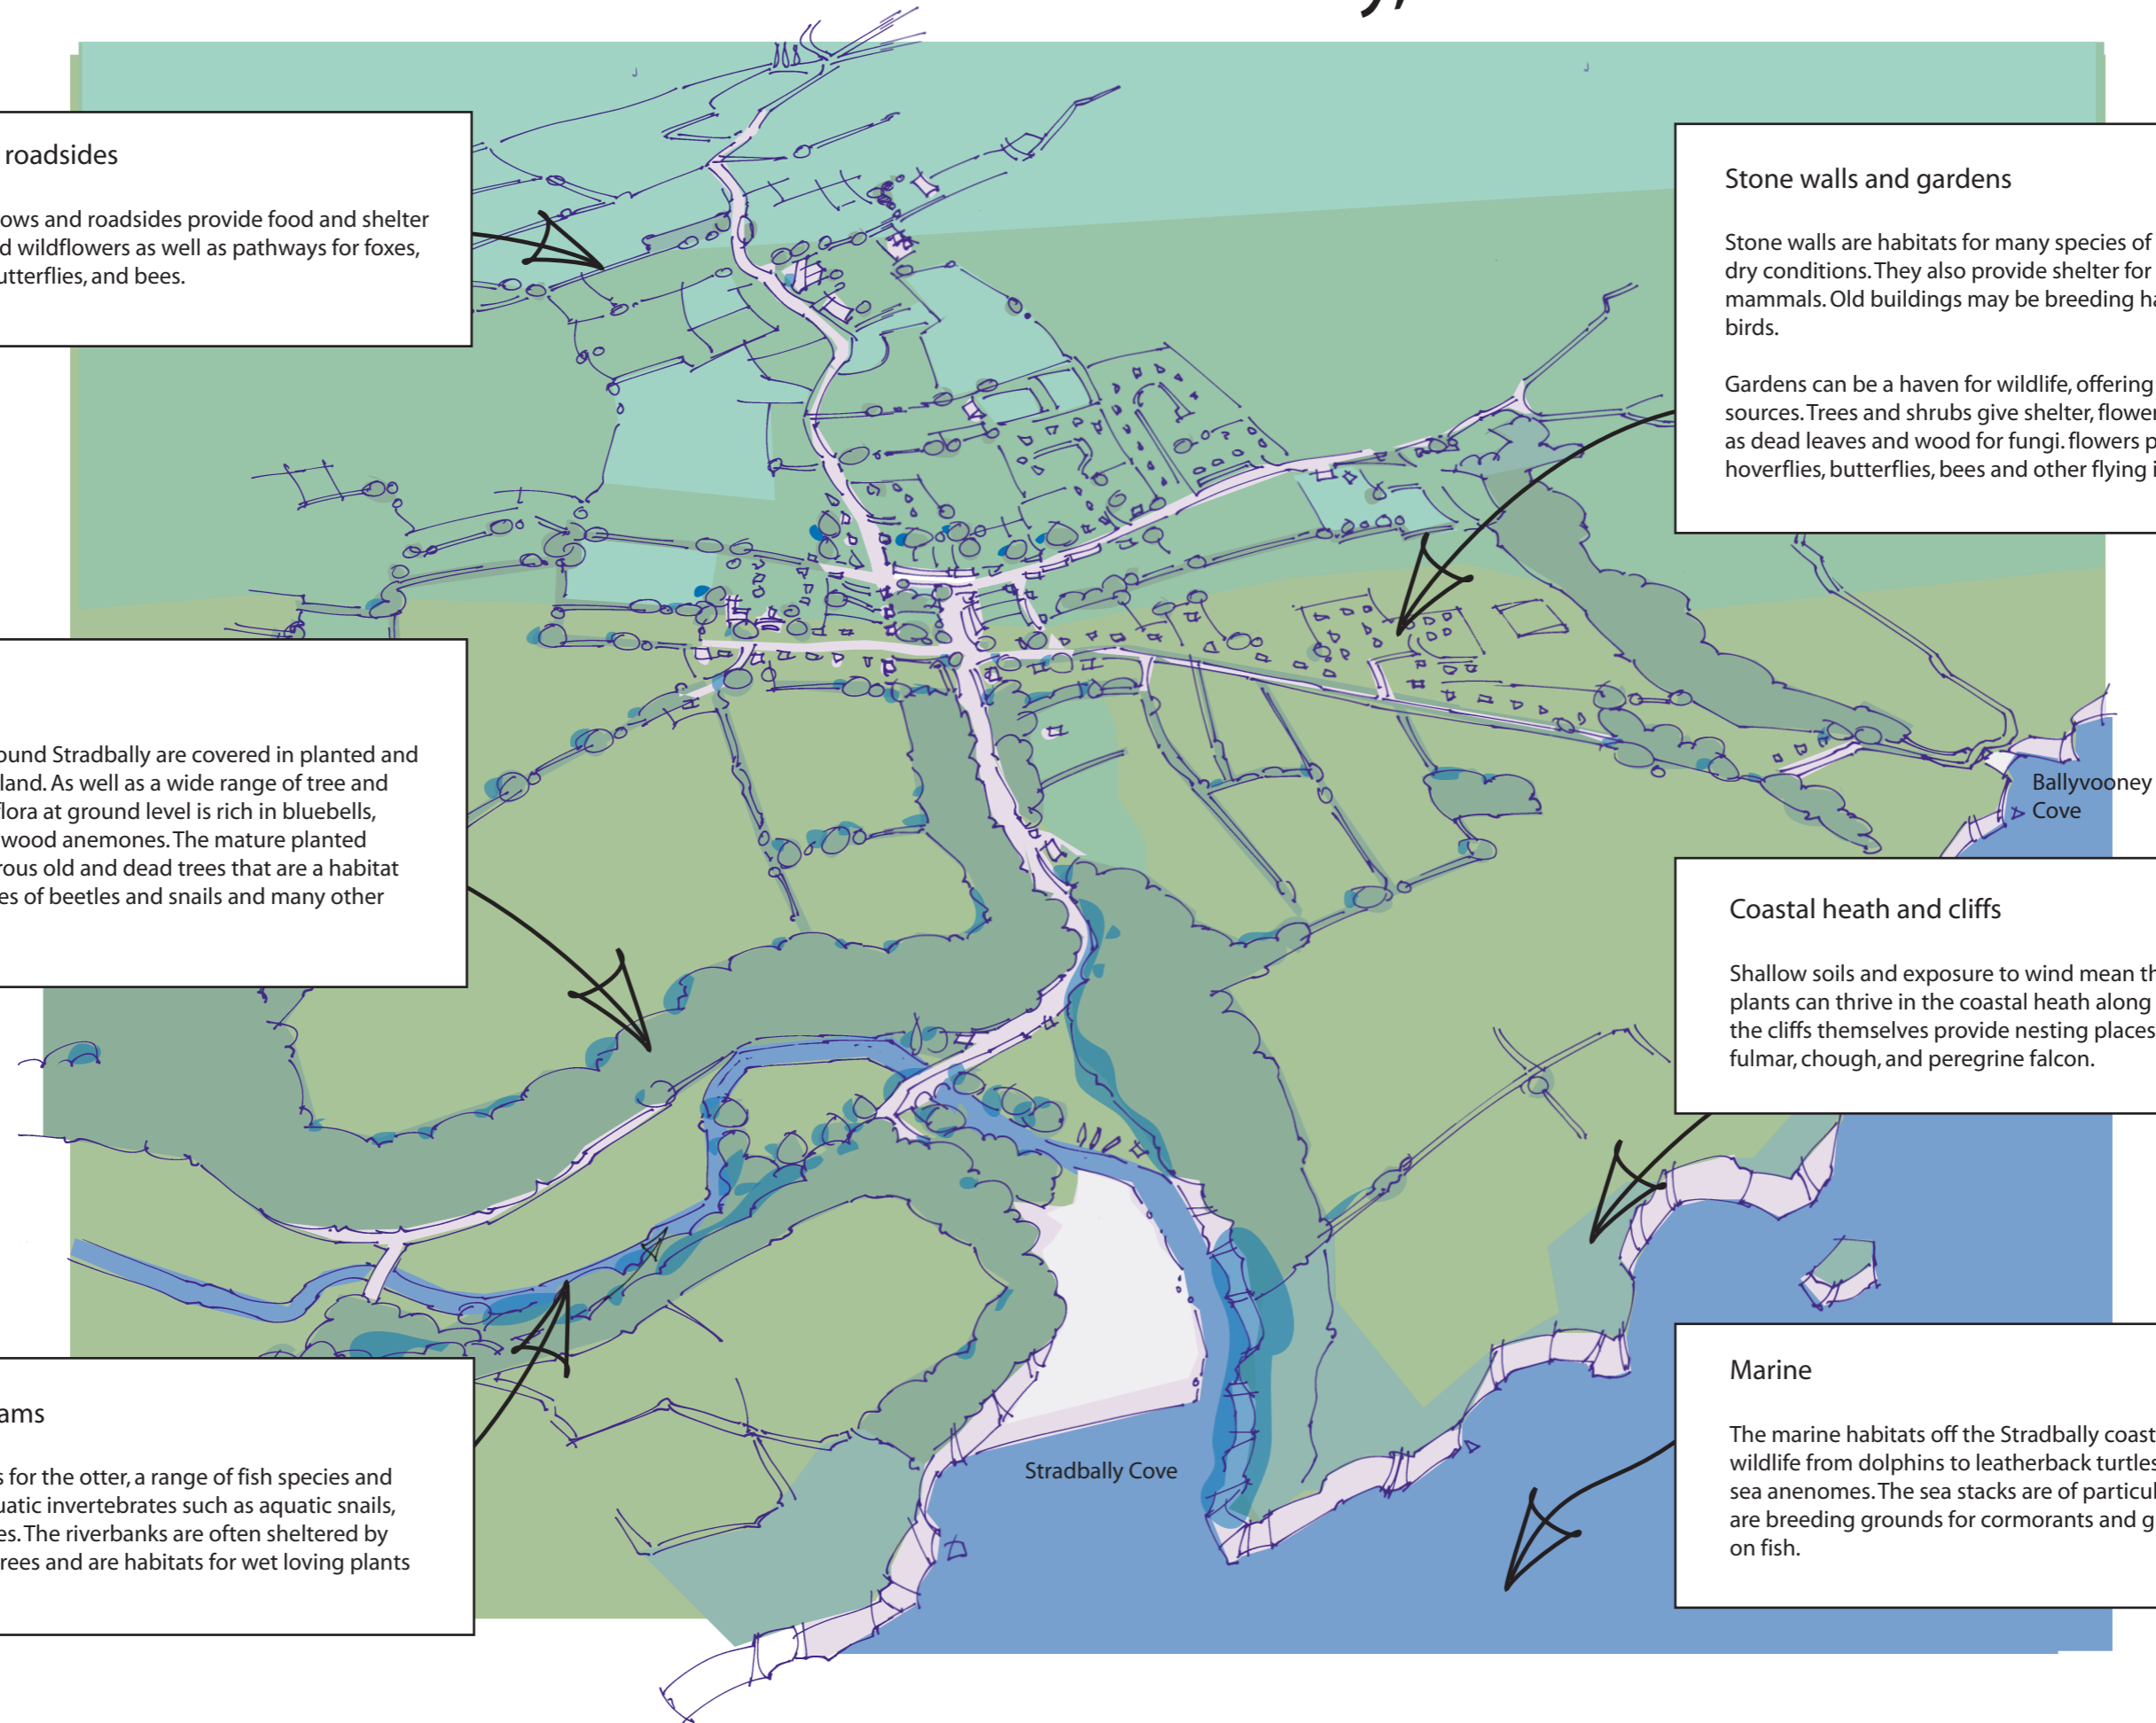 roadsides
ows and roadsides provide food and shelter
d wildflowers as well as pathways for foxes,
utterflies, and bees.
Stone walls and gardens
Stone walls are habitats for many species of
dry conditions. They also provide shelter for
mammals. Old buildings may be breeding ha
birds.
Gardens can be a haven for wildlife, offering
sources. Trees and shrubs give shelter, flower
as dead leaves and wood for fungi. flowers p
hoverflies, butterflies, bees and other flying i
ound Stradbally are covered in planted and
land. As well as a wide range of tree and
flora at ground level is rich in bluebells,
wood anemones. The mature planted
rous old and dead trees that are a habitat
es of beetles and snails and many other
Ballyvooney
Cove
Coastal heath and cliffs
Shallow soils and exposure to wind mean th
plants can thrive in the coastal heath along
the cliffs themselves provide nesting places
fulmar, chough, and peregrine falcon.
ams
s for the otter, a range of fish species and
uatic invertebrates such as aquatic snails,
es. The riverbanks are often sheltered by
rees and are habitats for wet loving plants
Stradbally Cove
Marine
The marine habitats off the Stradbally coast
wildlife from dolphins to leatherback turtles
sea anenomes. The sea stacks are of particul
are breeding grounds for cormorants and g
on fish.